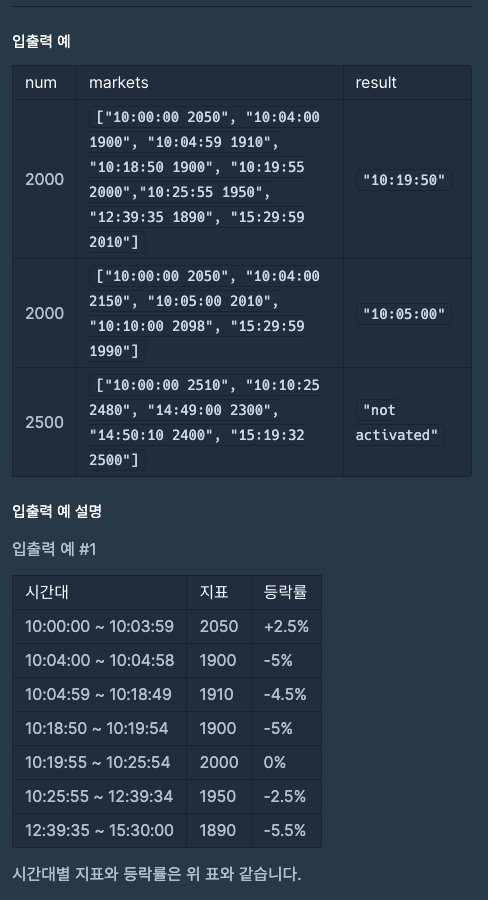 입출력 예
num markets result
["10:00:00 2050", "10:04:00
1900", "10:04:59 1910",
"10:18:50 1900", "10:19:55
2000 2000","10:25:55 1950", "10:19:50"
"12:39:35 1890", "15:29:59
2010"]
["10:00:00 2050", "10:04:00
2150", "10:05:00 2010",
2000 "10:10:00 2098", "15:29:59 "10:05:00"
1990"]
["10:00:00 2510", "10:10:25
2480", "14:49:00 2300", "not
2500 "14:50:10 2400", "15:19:32 activated"
2500"]
입출력 예 설명
입출력 예 #1
시간대 지표 등락률
10:00:00 ~ 10:03:59 2050 +2.5%
10:04:00 ~ 10:04:58 1900 -5%
10:04:59 ~ 10:18:49 1910 -4.5%
10:18:50 ~ 10:19:54 1900 -5%
10:19:55 ~ 10:25:54 2000 0%
10:25:55 ~ 12:39:34 1950 -2.5%
12:39:35 ~ 15:30:00 1890 -5.5%
시간대별 지표와 등락률은 위 표와 같습니다.